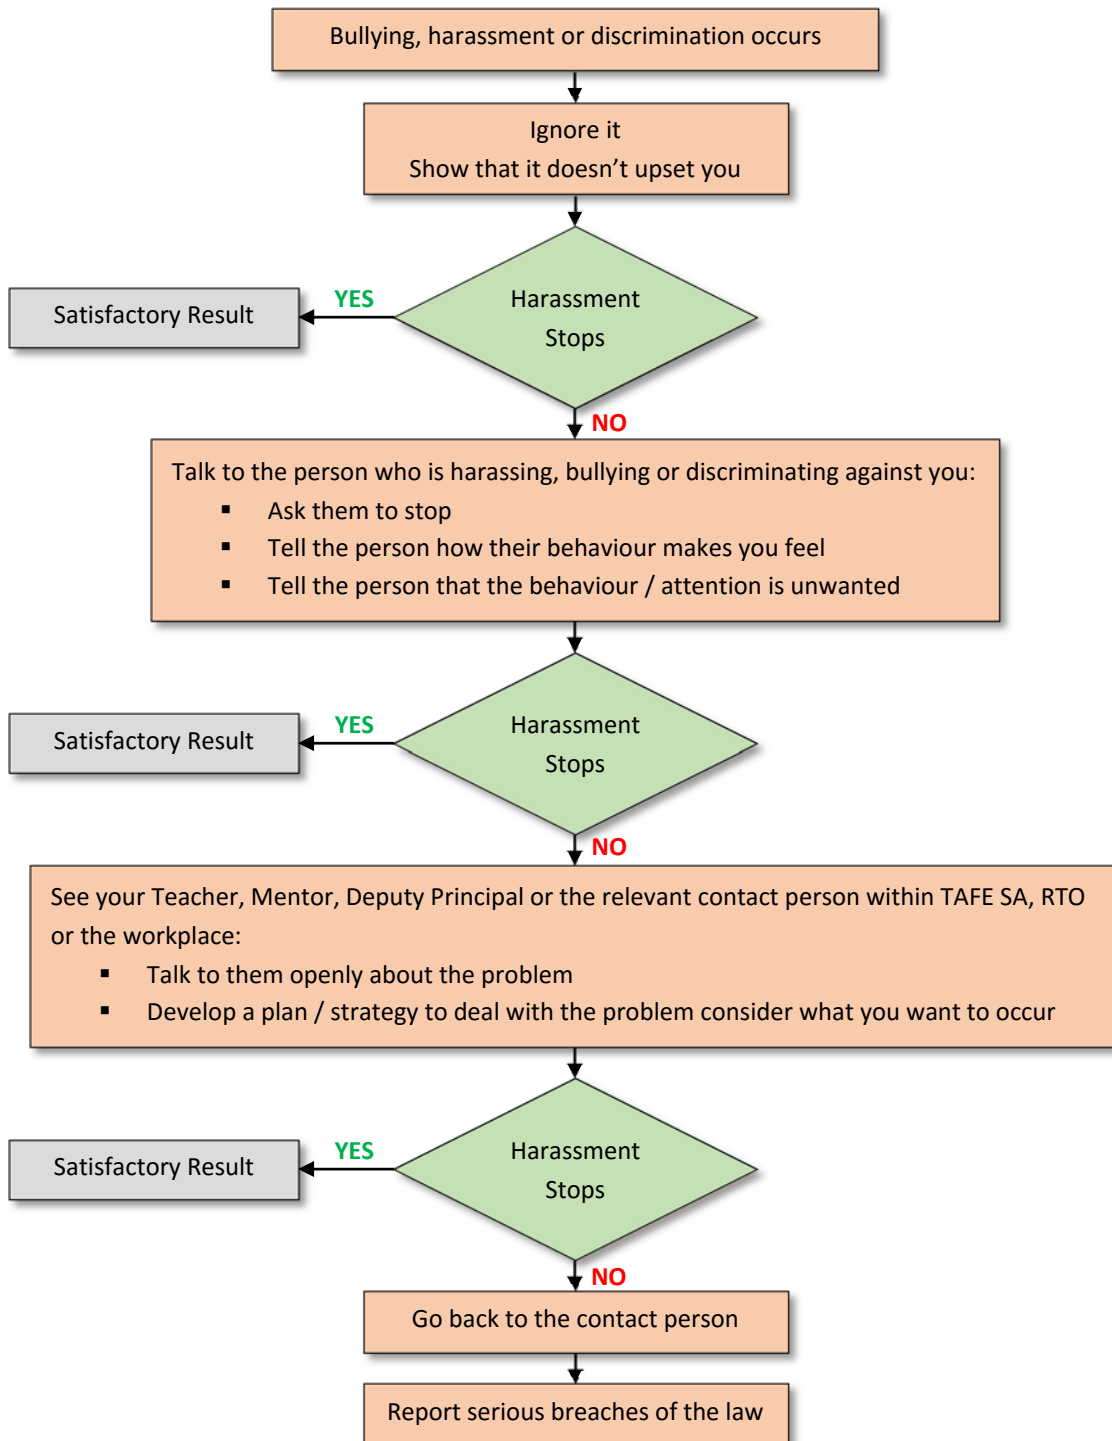 Bullying, harassment or discrimination occurs
Ignore it
Show that it doesn’t upset you
Harassment
Stops
YES
Satisfactory Result
NO
Talk to the person who is harassing, bullying or discriminating against you:
▪ Ask them to stop
▪ Tell the person how their behaviour makes you feel
▪ Tell the person that the behaviour / attention is unwanted
Harassment
Stops
YES
Satisfactory Result
NO
See your Teacher, Mentor, Deputy Principal or the relevant contact person within TAFE SA, RTO
or the workplace:
▪ Talk to them openly about the problem
▪ Develop a plan / strategy to deal with the problem consider what you want to occur
Harassment
Stops
YES
Satisfactory Result
NO
Go back to the contact person
Report serious breaches of the law